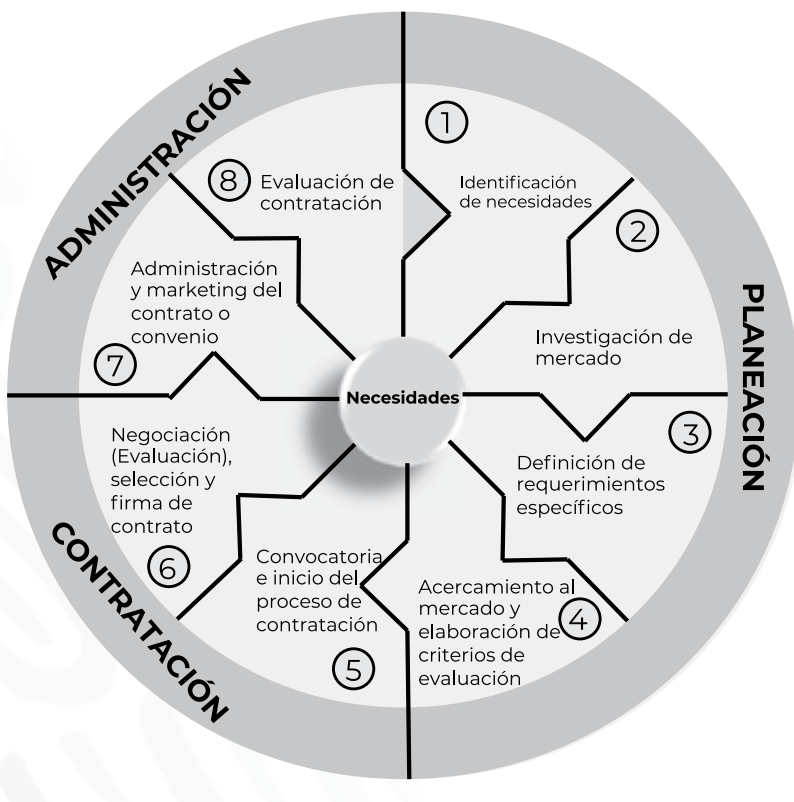 ADMINISTRACIÓN
PLANEACIÓN
CONTRATACIÓN
Necesidades
1
Identificación
de necesidades
2
Investigación de
mercado
3
Definición de
requerimientos
específicos
4
Acercamiento al
mercado y
elaboración de
criterios de
evaluación
5
Convocatoria
e inicio del
proceso de
contratación
6
Negociación
(Evaluación),
selección y
firma de
contrato
7
Administración
y marketing del
contrato o
convenio
8
Evaluación de
contratación